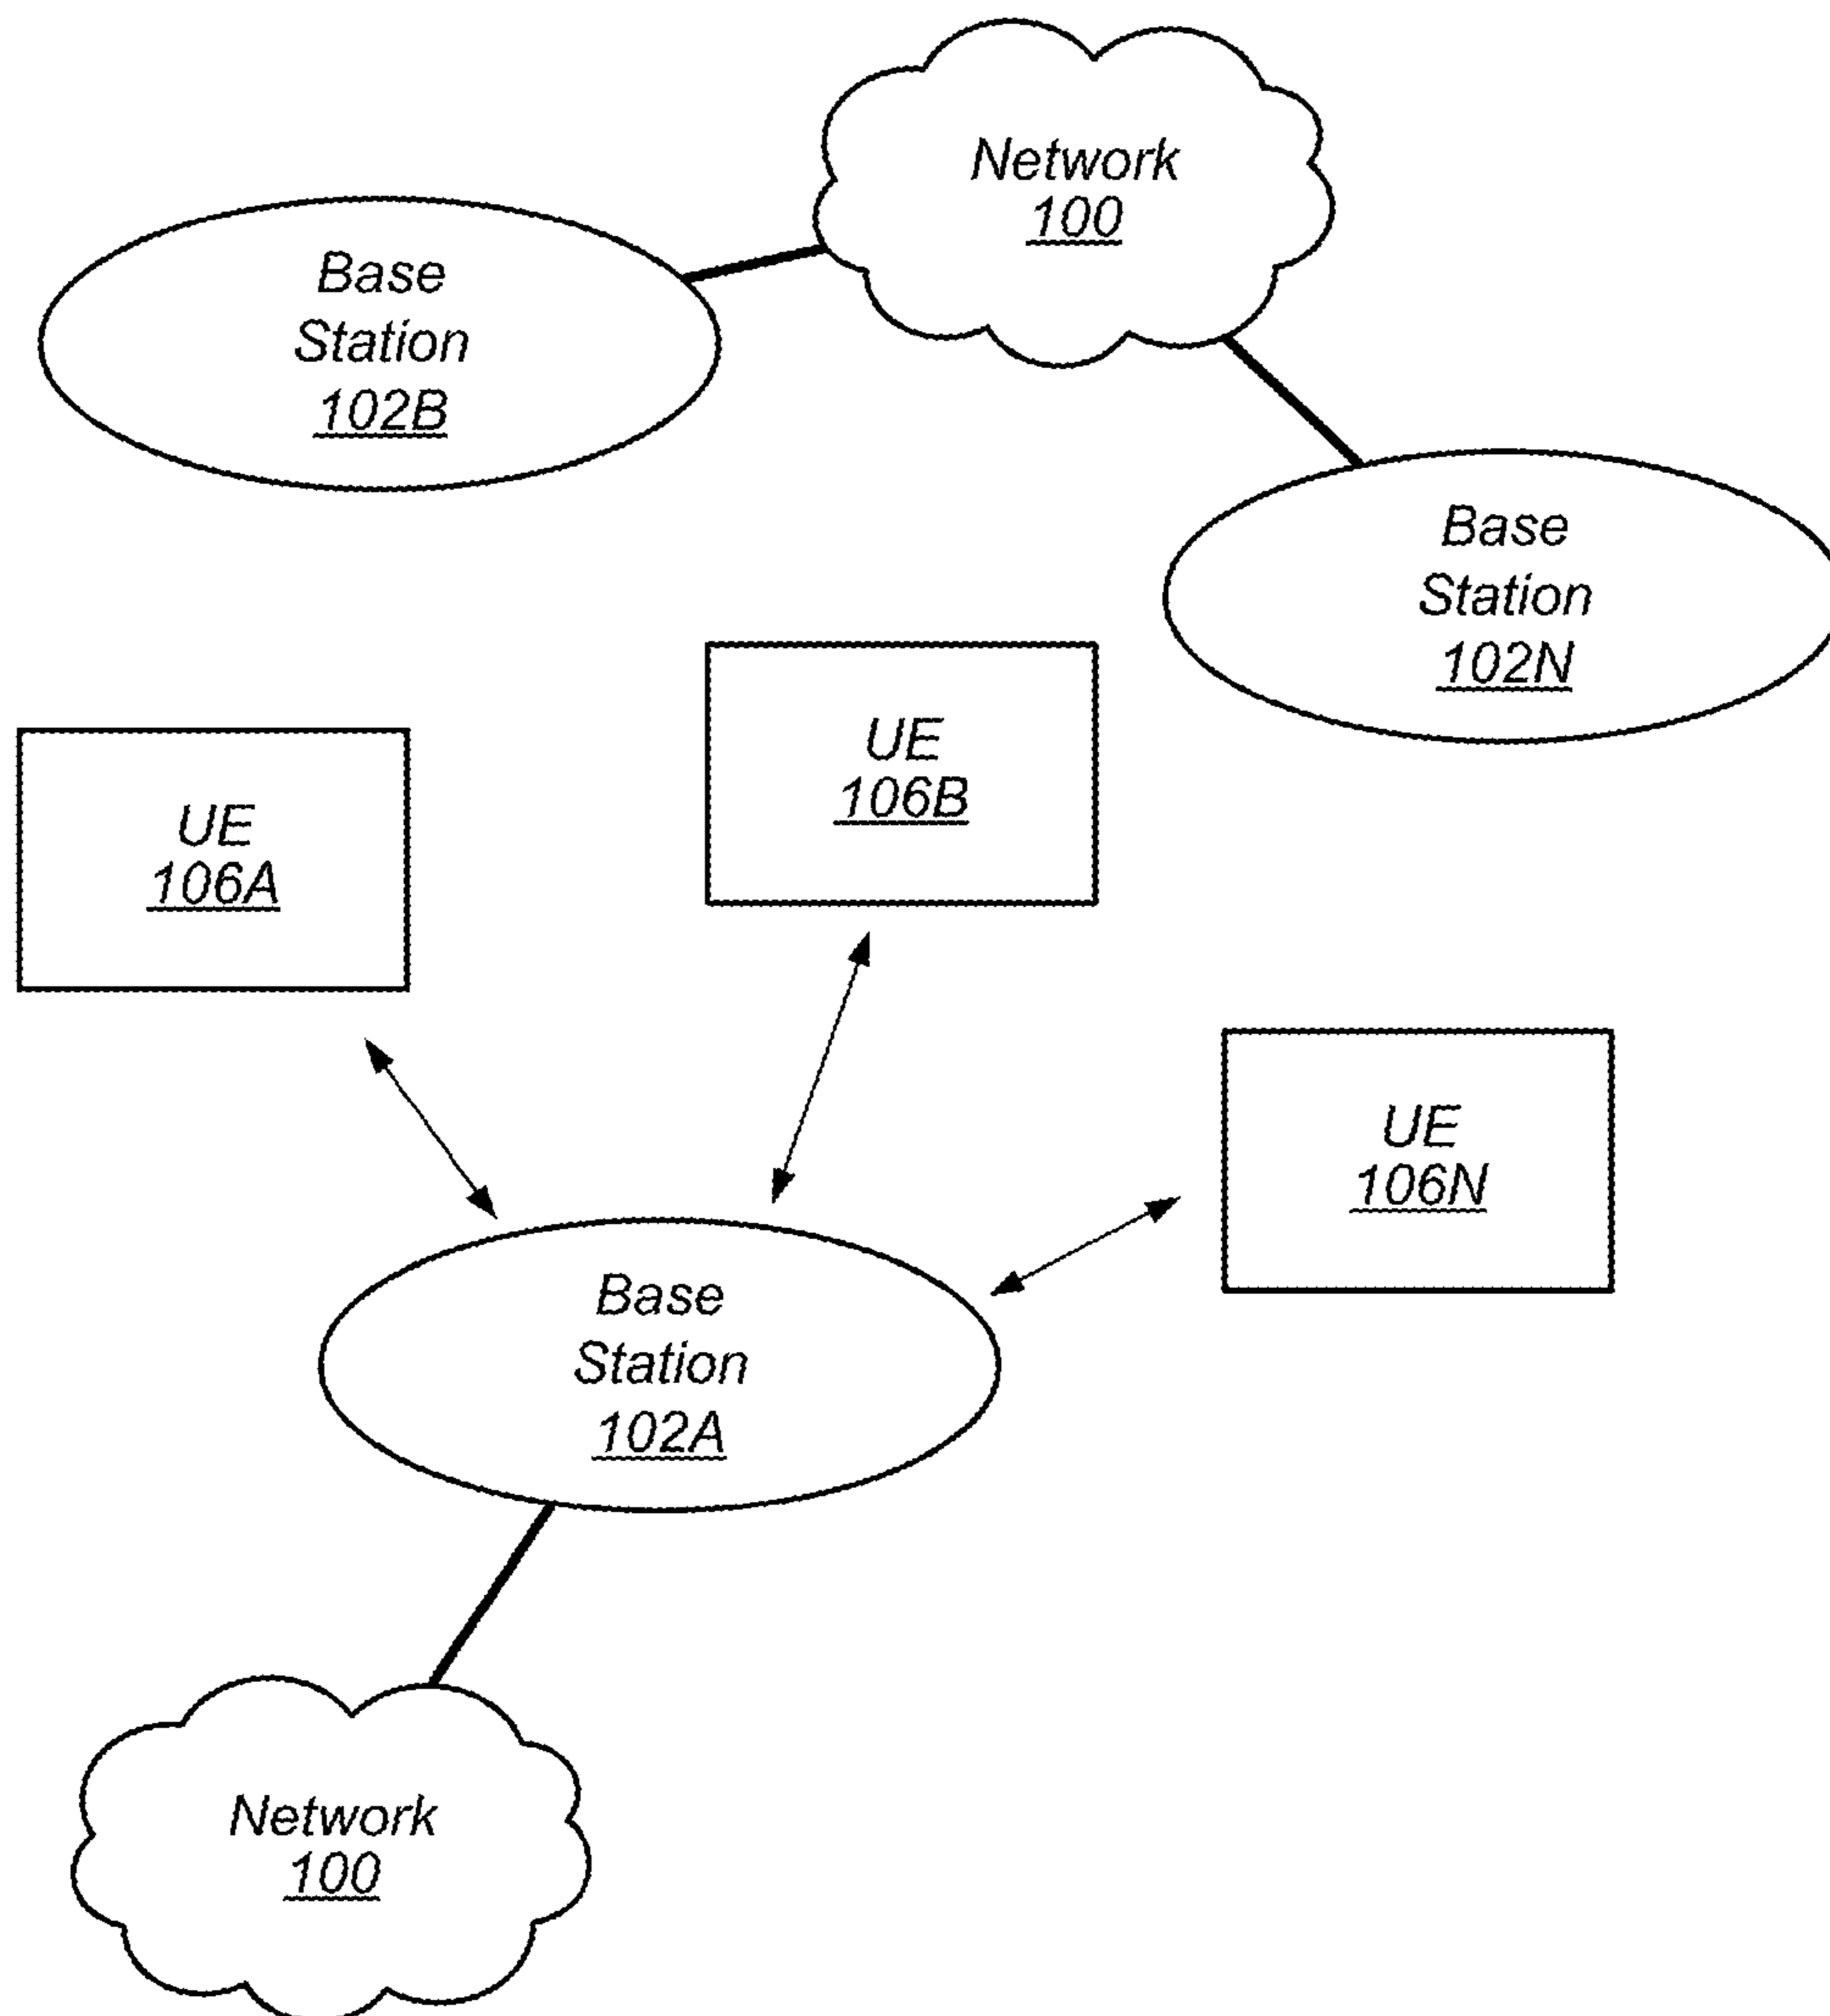 Network
100
Base
Station
102B
Base
Station
102N
UE
106B
UE
106A
UE
106N
Base
Station
102A
Network
100